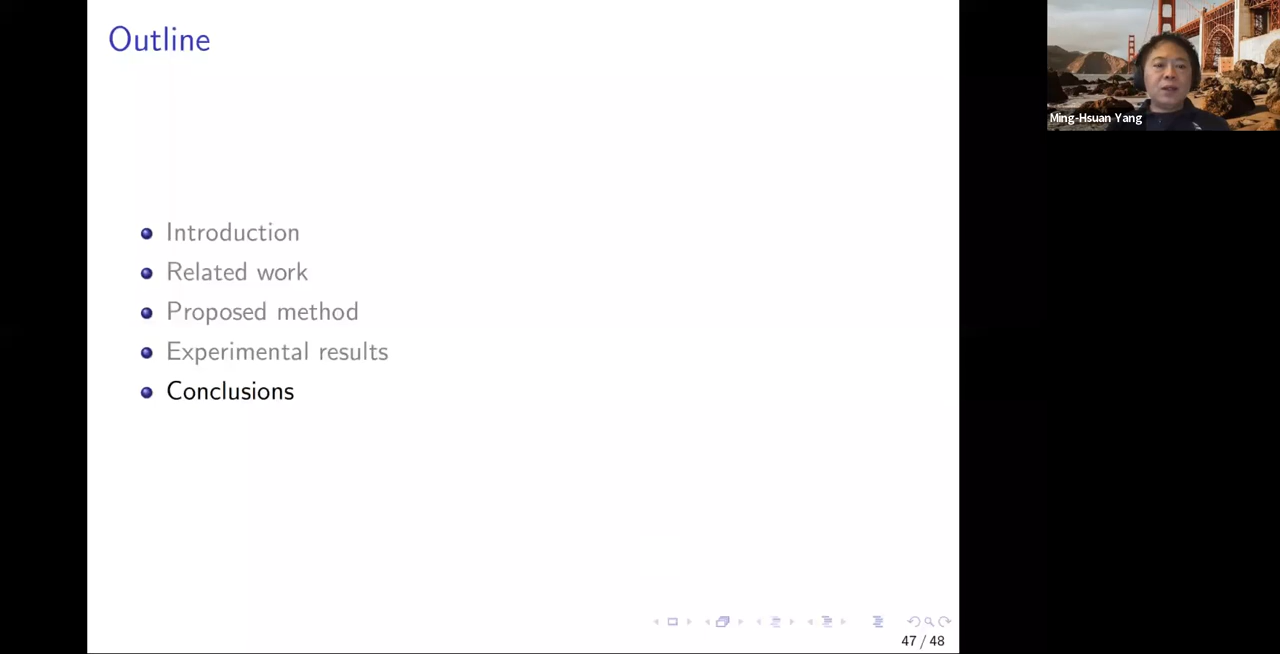 Outline
Ming-Hsuan Yang
Introduction
Related work
Proposed method
Experimental results
Conclusions
47 / 48